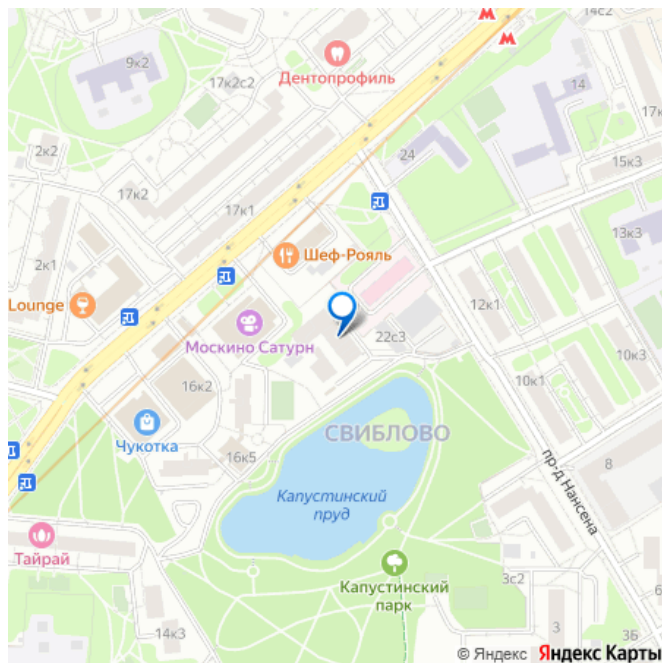 14с2
М
М
9к2
Дентопрофиль
17к2с2
14
17к
24
2к2
15к3
17к2
17к1
13к3
Шеф-Рояль
2к1
Lounge
12к1
Москино Сатурн
22с3
10к3
16к2
10к1
Чукотка
СВИБЛОВО
16к5
8
пр-д Нансена
Капустинский
пруд
Тайрай
Капустинский
парк
3с2
14к3
3
3Б
© Яндекс Яндекс Карты